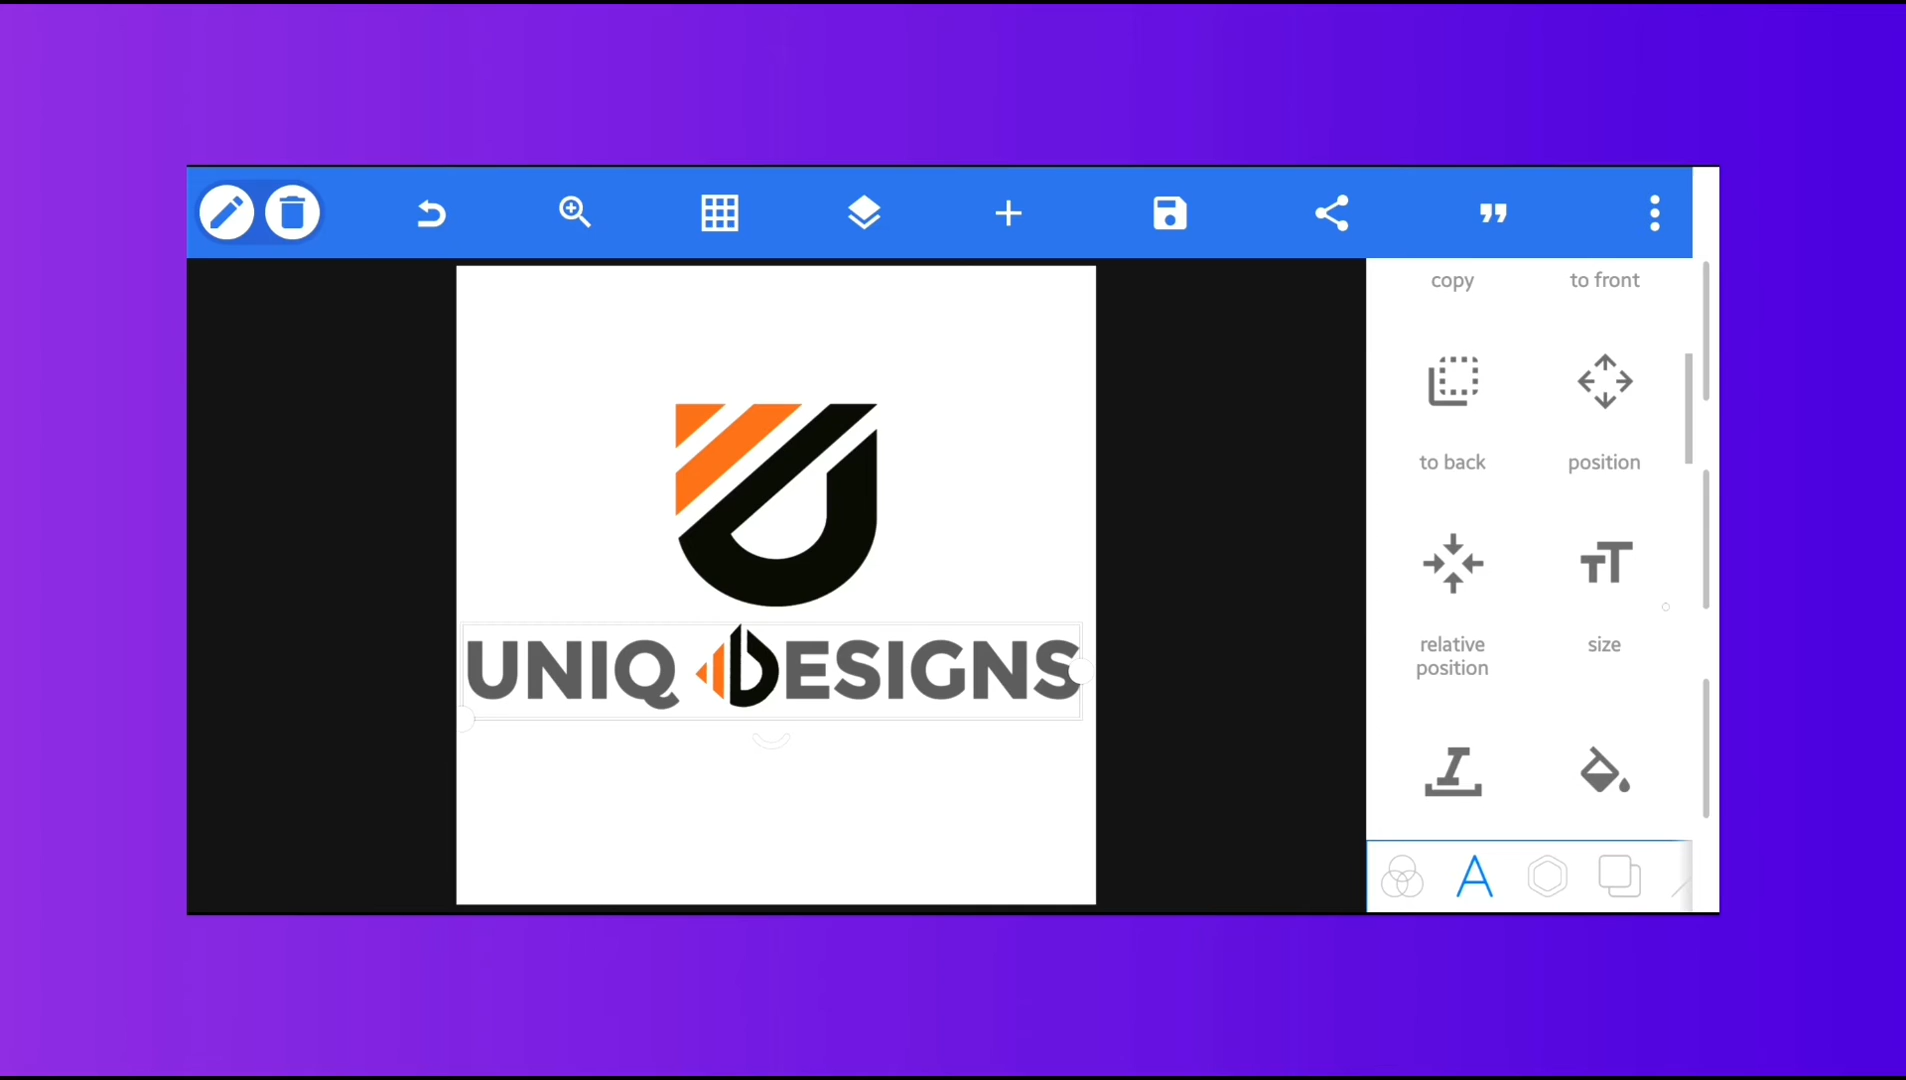 copy
to front
to back
position
relative
position
size
UNIQ DESIGNS